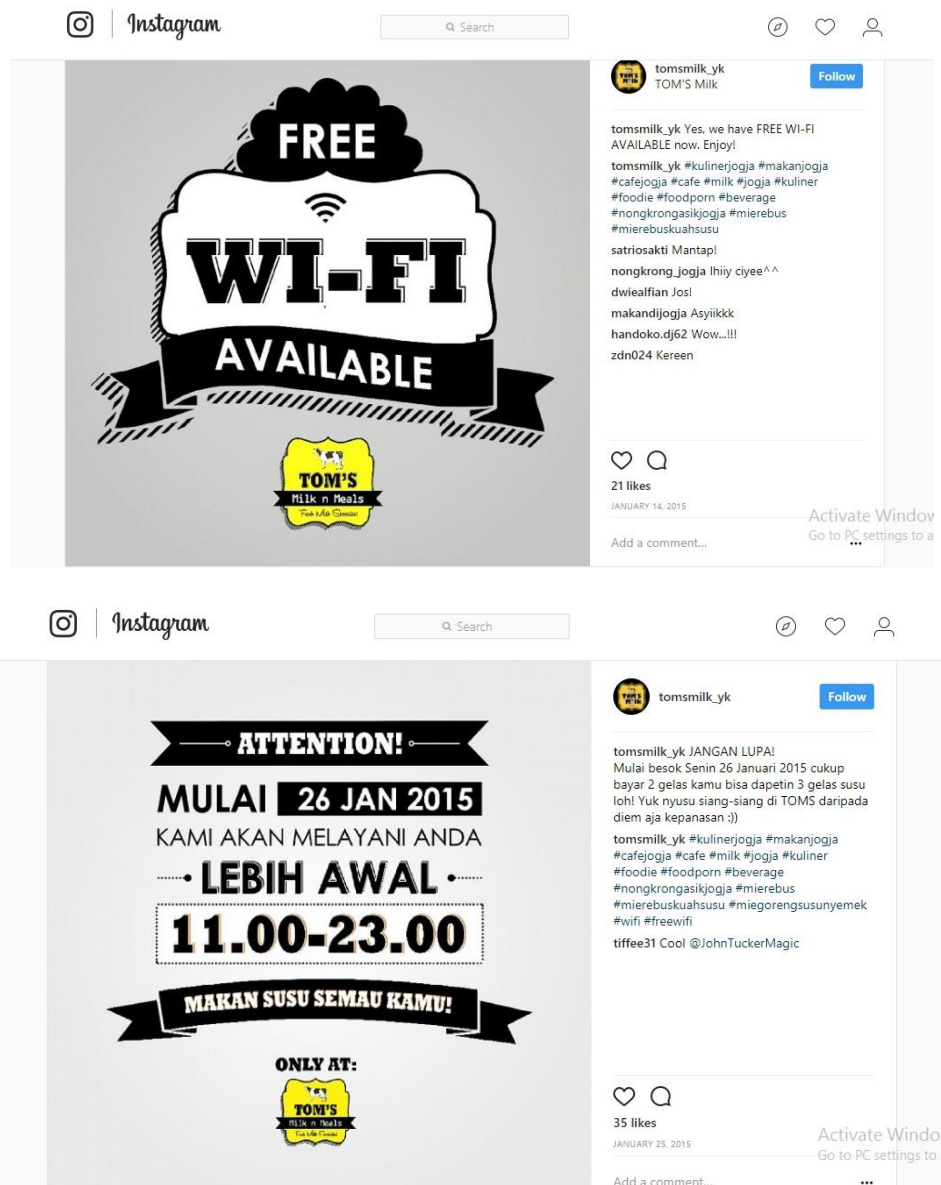 Instagram
Search
FREE
WI-FI
AVAILABLE
TOM'S
Milk n Meals
tomsmilk_yk
TOM'S Milk
Follow
tomsmilk_yk Yes, we have FREE WI-FI
AVAILABLE now. Enjoy!
tomsmilk_yk #kulinerjogja #makanjogja
#cafejogja #cafe #milk #jogja #kuliner
#foodie #foodporn #beverage
#nongkrongasikjogja #mierebus
#mierebuskuahsusu
satriosakti Mantap!
nongkrong_jogja Ihiiy ciyee^^
dwiealfian Jos!
makandijogja Asyiikkk
handoko.dj62 Wow...!!!
zdn024 Kereen
21 likes
JANUARY 14, 2015
Add a comment...
Activate Window
Go to PC settings to a
Instagram
Search
ATTENTION!
MULAI 26 JAN 2015
KAMI AKAN MELAYANI ANDA
LEBIH AWAL
11.00-23.00
MAKAN SUSU SEMAU KAMU!
ONLY AT:
TOM'S
Milk n Meals
tomsmilk_yk
Follow
tomsmilk_yk JANGAN LUPA!
Mulai besok Senin 26 Januari 2015 cukup
bayar 2 gelas kamu bisa dapetin 3 gelas susu
loh! Yuk nyusu siang-siang di TOMS daripada
diem aja kepanasan :))
tomsmilk_yk #kulinerjogja #makanjogja
#cafejogja #cafe #milk #jogja #kuliner
#foodie #foodporn #beverage
#nongkrongasikjogja #mierebus
#mierebuskuahsusu #miegorengsusunyemek
#wifi #freewifi
tiffee31 Cool @JohnTuckerMagic
35 likes
JANUARY 25, 2015
Add a comment...
Activate Windo
Go to PC settings to